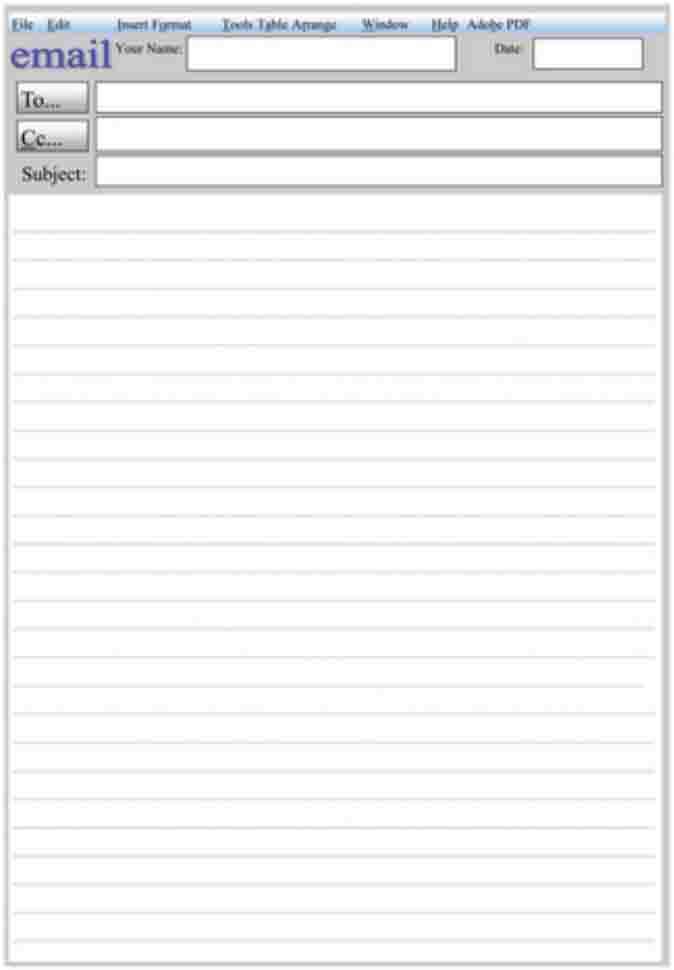 File Edit Insert Format Tools Table Arrange Window Help Adobe PDF
email Your Name: Date:
To...
Cc...
Subject: